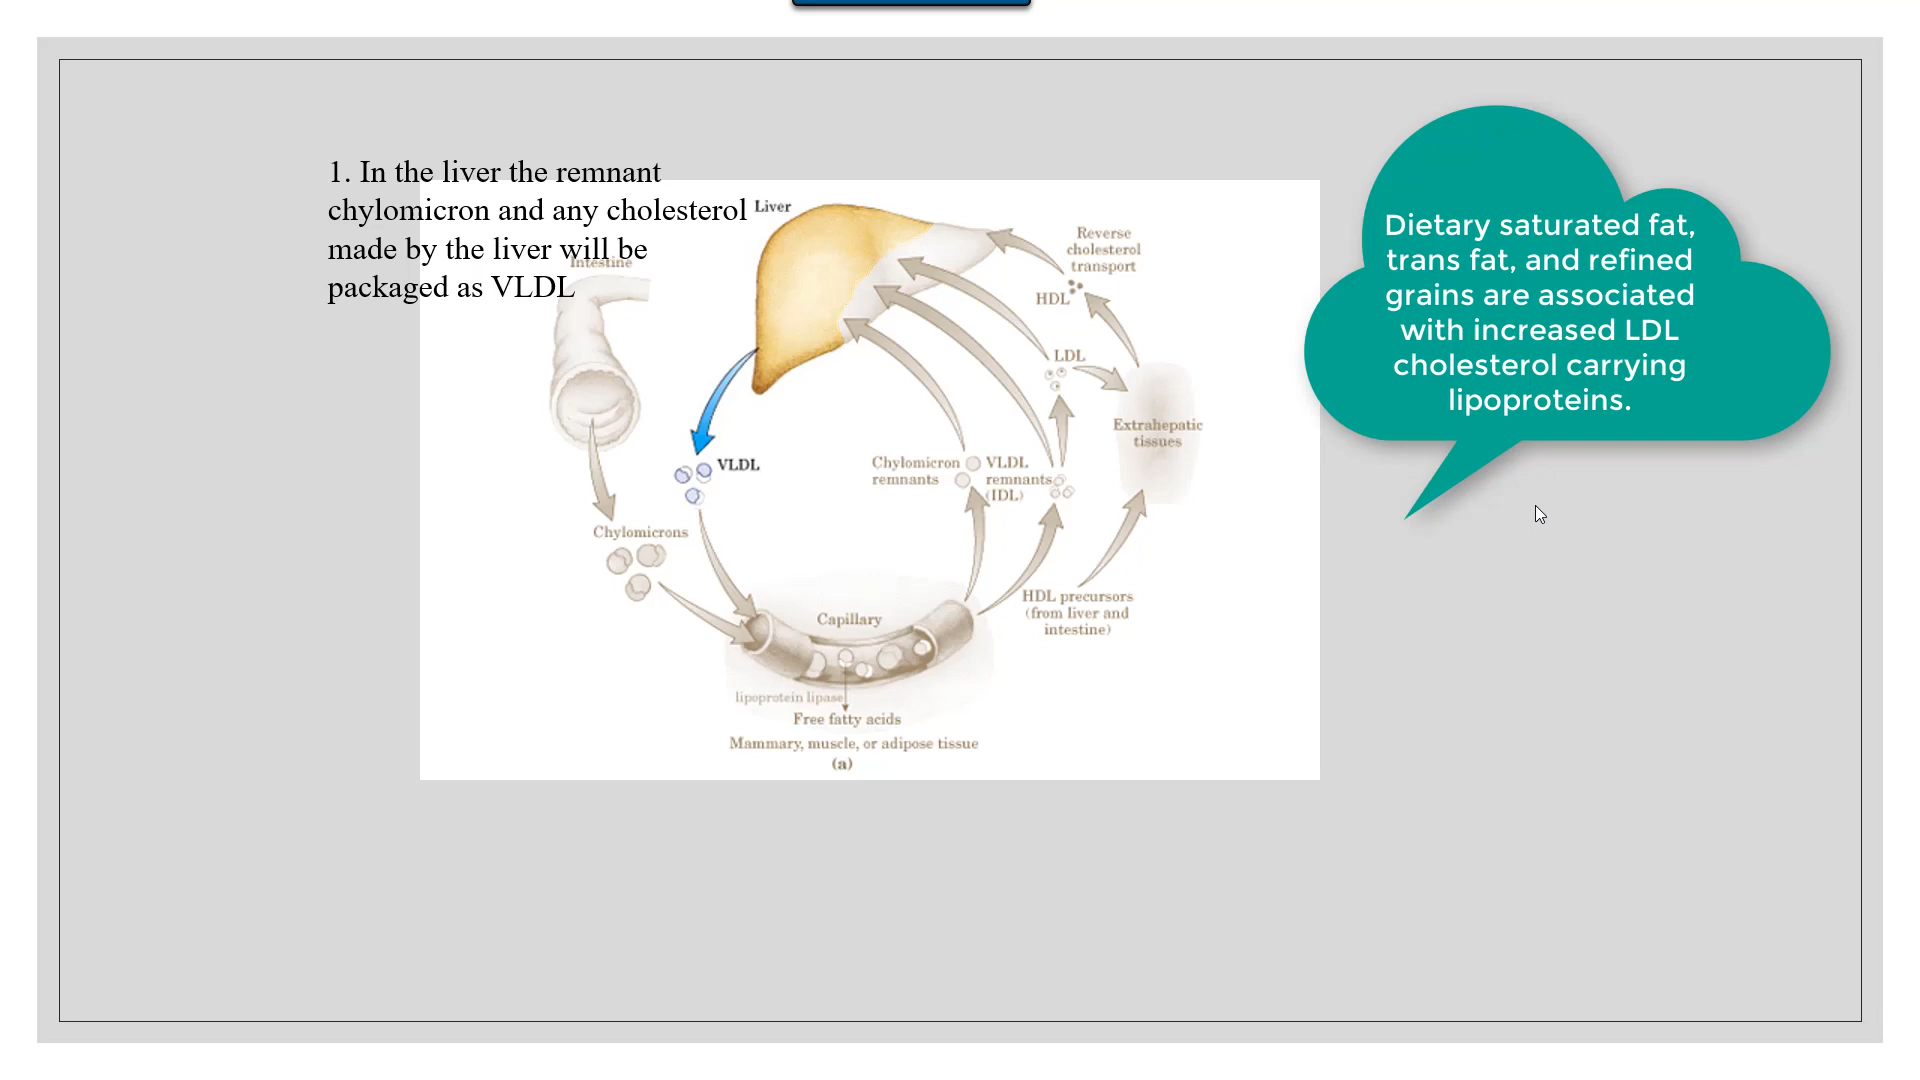 1. In the liver the remnant
chylomicron and any cholesterol
made by the liver will be
packaged as VLDL
Liver
Intestine
Reverse
cholesterol
transport
HDL
LDL
Extrahepatic
tissues
VLDL
Chylomicron
remnants
VLDL
remnants
(IDL)
Chylomicrons
HDL precursors
(from liver and
intestine)
Capillary
lipoprotein lipase
Free fatty acids
Mammary, muscle, or adipose tissue
(a)
Dietary saturated fat,
trans fat, and refined
grains are associated
with increased LDL
cholesterol carrying
lipoproteins.